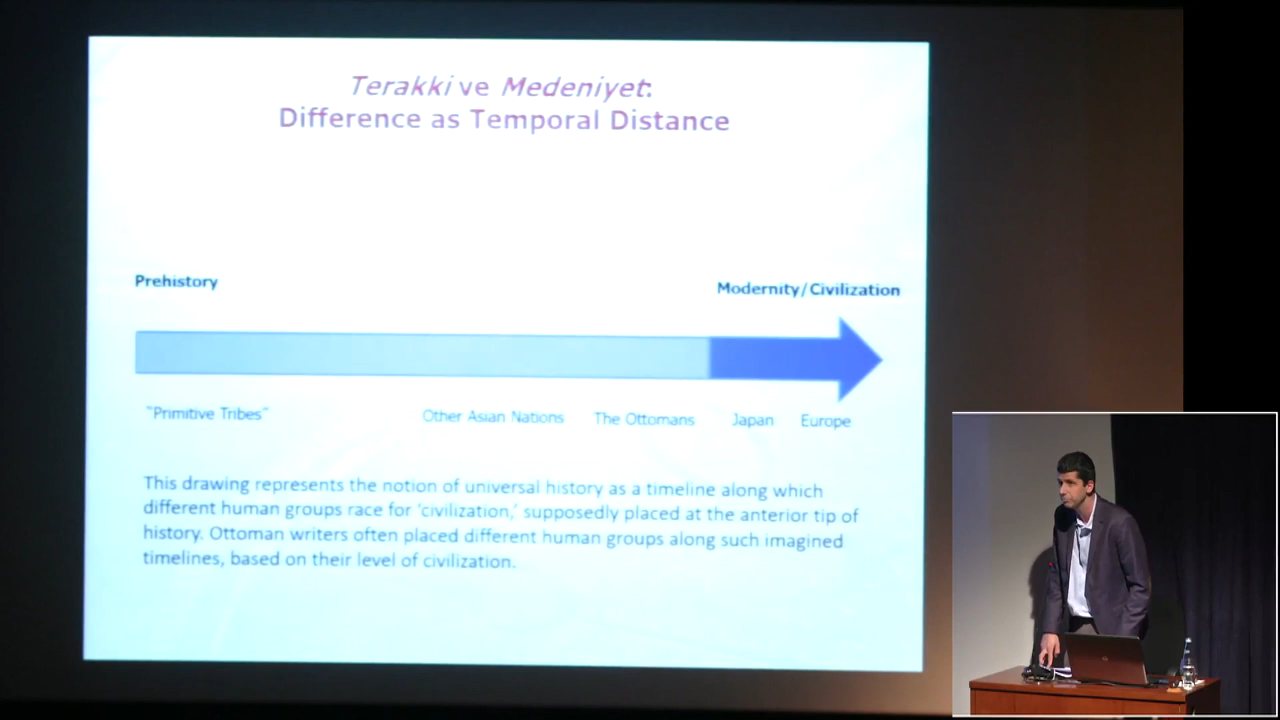 Terakki ve Medeniyet:
Difference as Temporal Distance
Prehistory
Modernity/Civilization
"Primitive Tribes"
Other Asian Nations
The Ottomans
Japan
Europe
This drawing represents the notion of universal history as a timeline along which
different human groups race for 'civilization,' supposedly placed at the anterior tip of
history. Ottoman writers often placed different human groups along such imagined
timelines, based on their level of civilization.